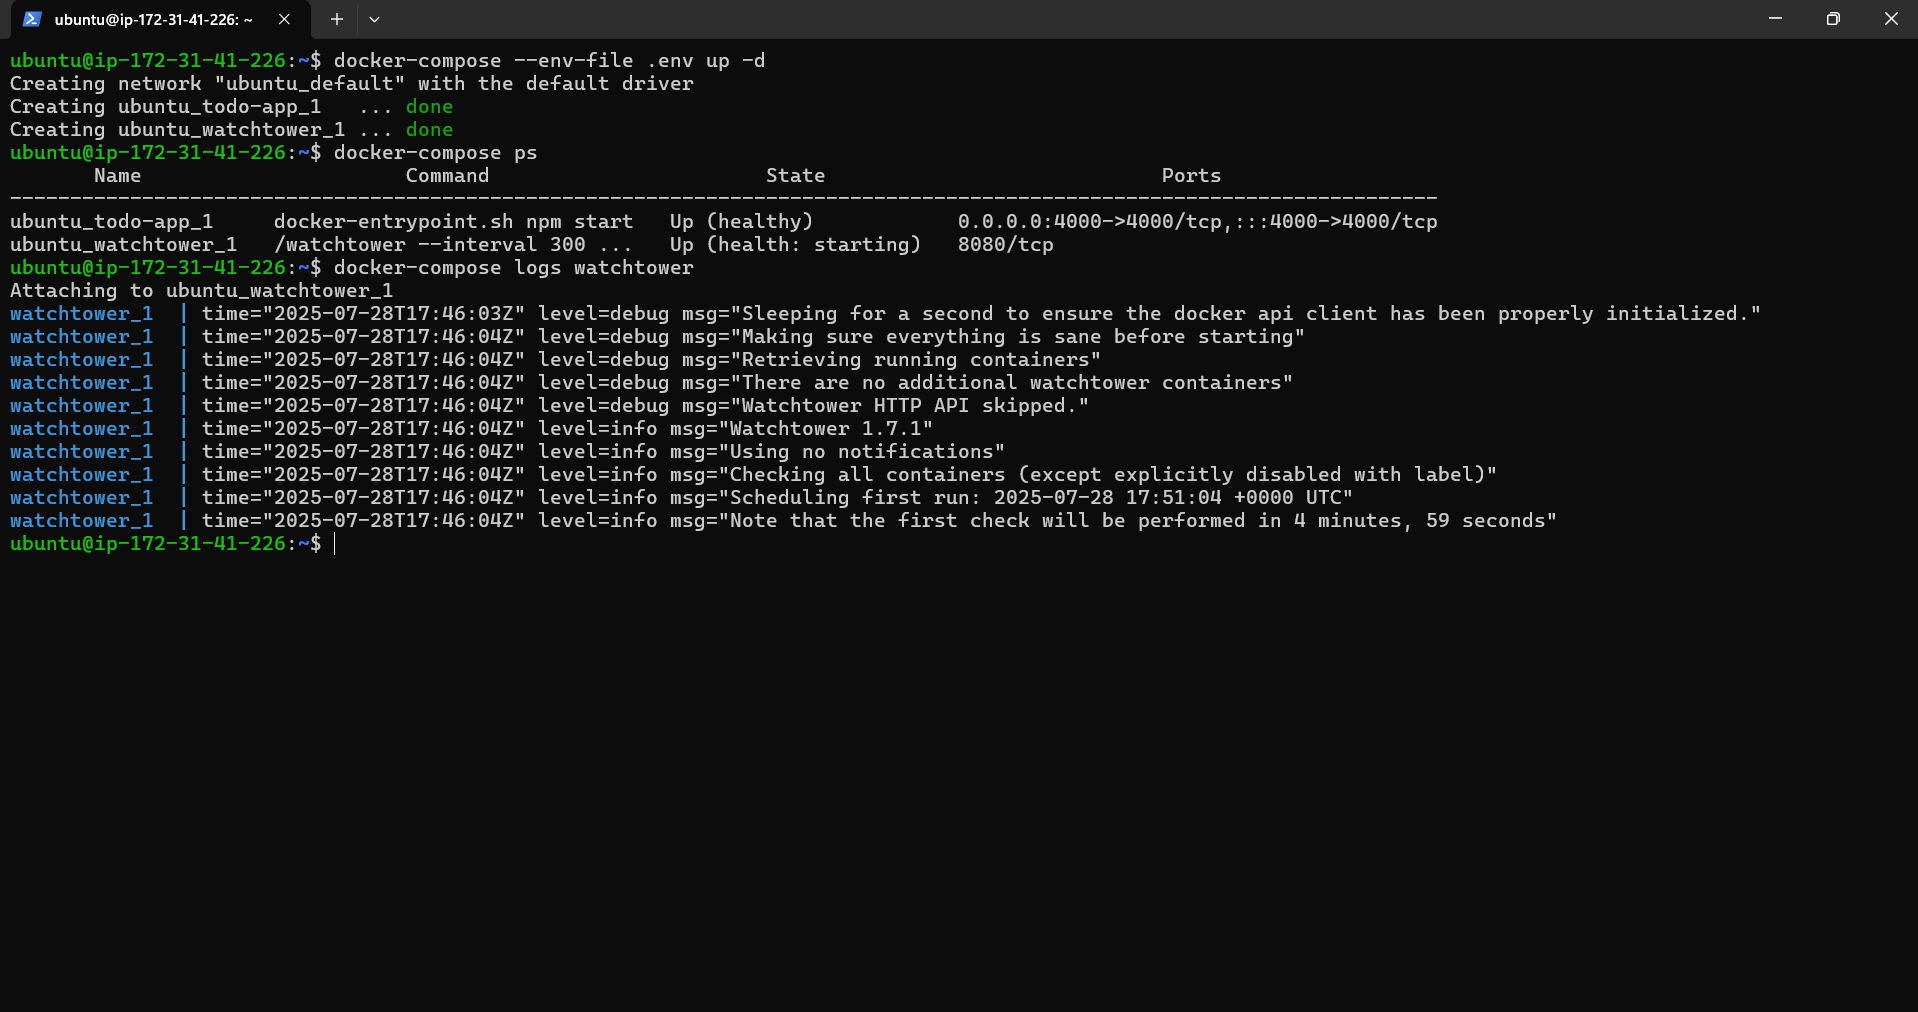 ubuntu@ip-172-31-41-226: ~
ubuntu@ip-172-31-41-226:~$ docker-compose --env-file .env up -d
Creating network "ubuntu_default" with the default driver
Creating ubuntu_todo-app_1   ... done
Creating ubuntu_watchtower_1 ... done
ubuntu@ip-172-31-41-226:~$ docker-compose ps
       Name                      Command                       State                            Ports
-----------------------------------------------------------------------------------------------------------------------
ubuntu_todo-app_1     docker-entrypoint.sh npm start   Up (healthy)            0.0.0.0:4000->4000/tcp,:::4000->4000/tcp
ubuntu_watchtower_1   /watchtower --interval 300 ...   Up (health: starting)   8080/tcp
ubuntu@ip-172-31-41-226:~$ docker-compose logs watchtower
Attaching to ubuntu_watchtower_1
watchtower_1  | time="2025-07-28T17:46:03Z" level=debug msg="Sleeping for a second to ensure the docker api client has been properly initialized."
watchtower_1  | time="2025-07-28T17:46:04Z" level=debug msg="Making sure everything is sane before starting"
watchtower_1  | time="2025-07-28T17:46:04Z" level=debug msg="Retrieving running containers"
watchtower_1  | time="2025-07-28T17:46:04Z" level=debug msg="There are no additional watchtower containers"
watchtower_1  | time="2025-07-28T17:46:04Z" level=debug msg="Watchtower HTTP API skipped."
watchtower_1  | time="2025-07-28T17:46:04Z" level=info msg="Watchtower 1.7.1"
watchtower_1  | time="2025-07-28T17:46:04Z" level=info msg="Using no notifications"
watchtower_1  | time="2025-07-28T17:46:04Z" level=info msg="Checking all containers (except explicitly disabled with label)"
watchtower_1  | time="2025-07-28T17:46:04Z" level=info msg="Scheduling first run: 2025-07-28 17:51:04 +0000 UTC"
watchtower_1  | time="2025-07-28T17:46:04Z" level=info msg="Note that the first check will be performed in 4 minutes, 59 seconds"
ubuntu@ip-172-31-41-226:~$